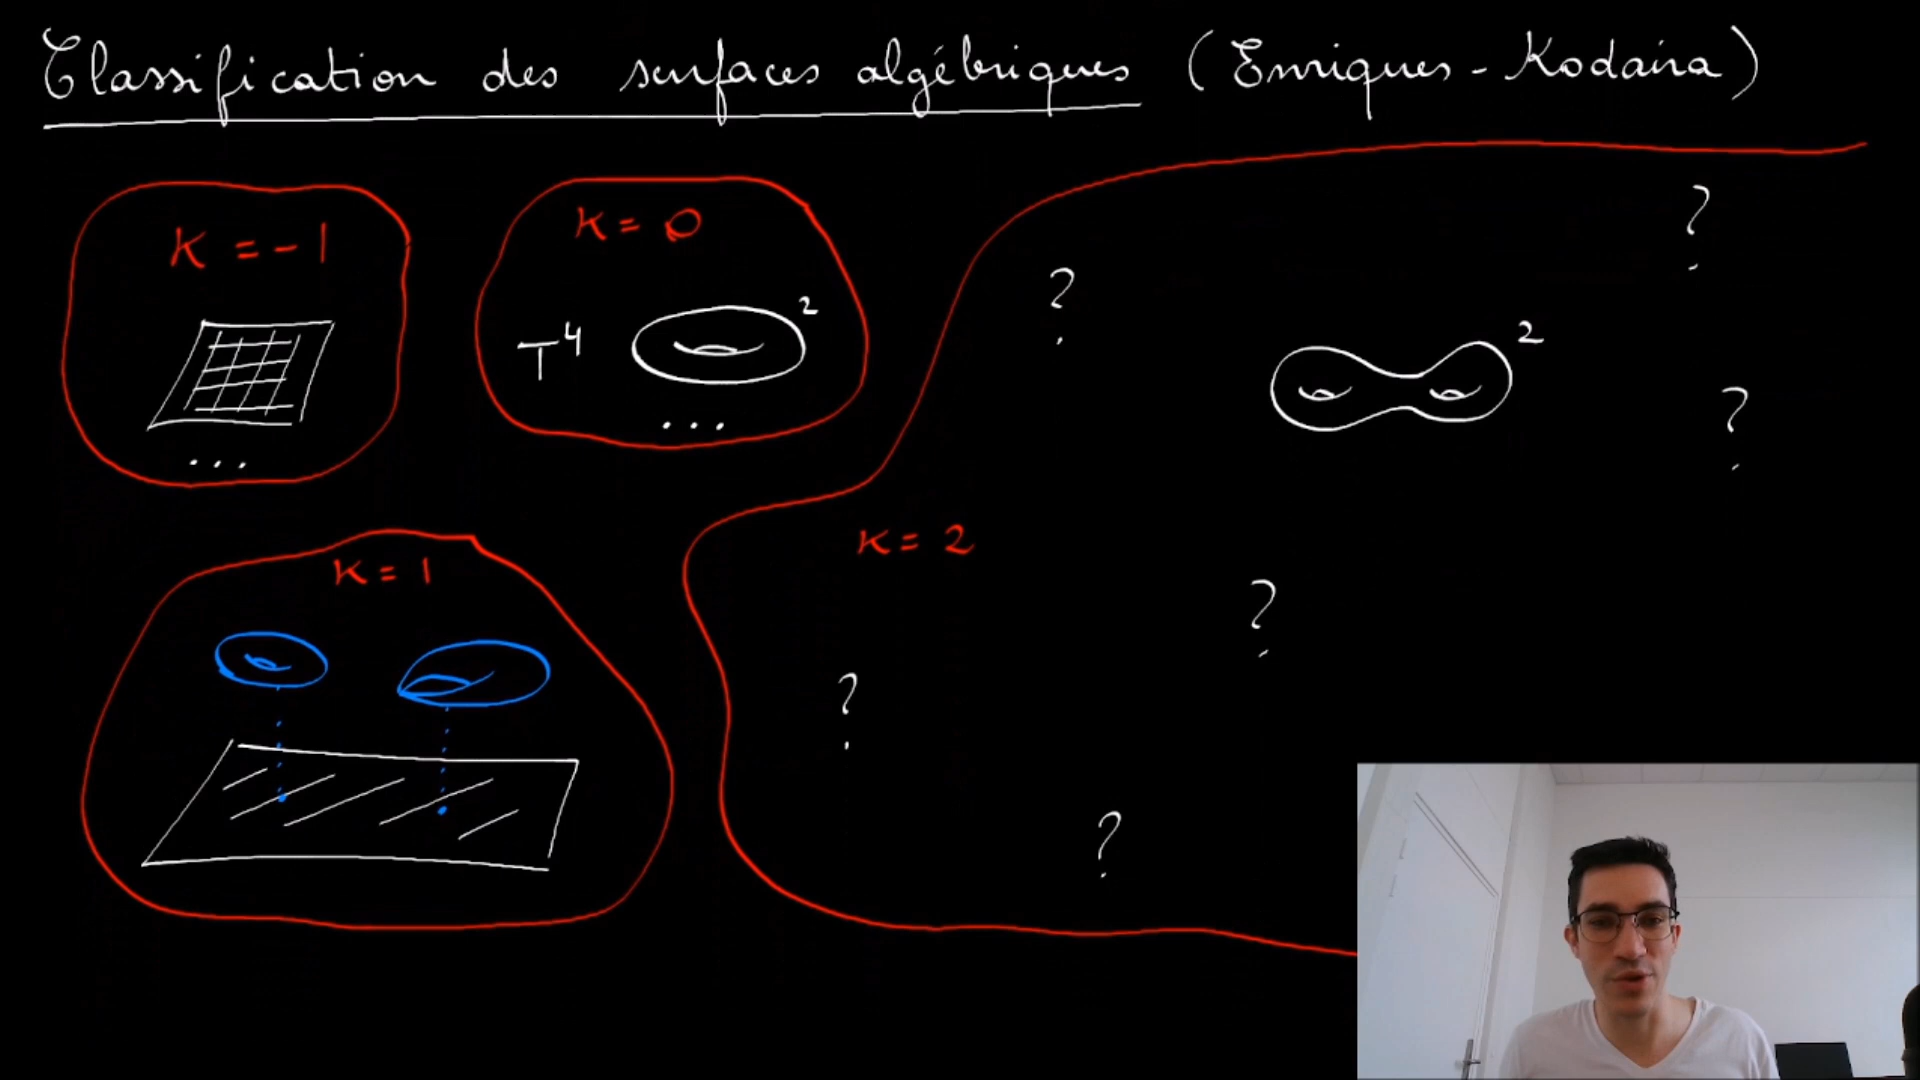 Classification des surfaces algébriques (Enriques-Kodaira)
K = -1
...
K = 0
T⁴ ²
...
K = 1
K = 2
? ? ² ? ? ? ?